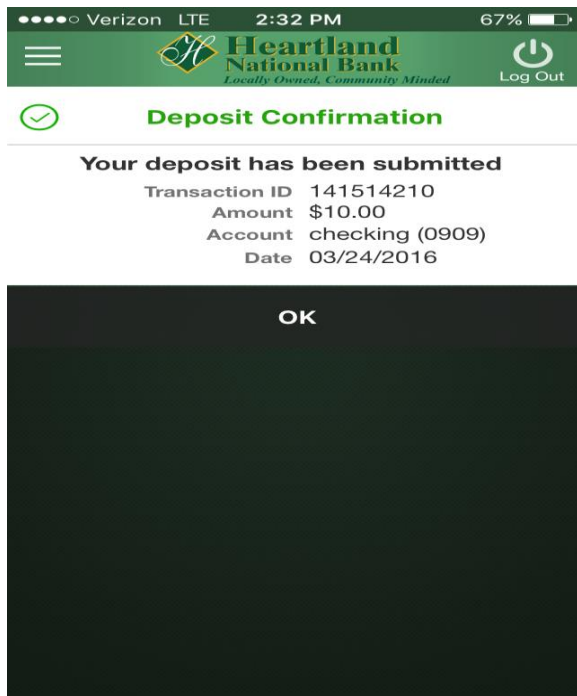 Verizon LTE 2:32 PM 67%
H Heartland
National Bank
Locally Owned, Community Minded
Log Out
Deposit Confirmation
Your deposit has been submitted
Transaction ID 141514210
Amount $10.00
Account checking (0909)
Date 03/24/2016
OK